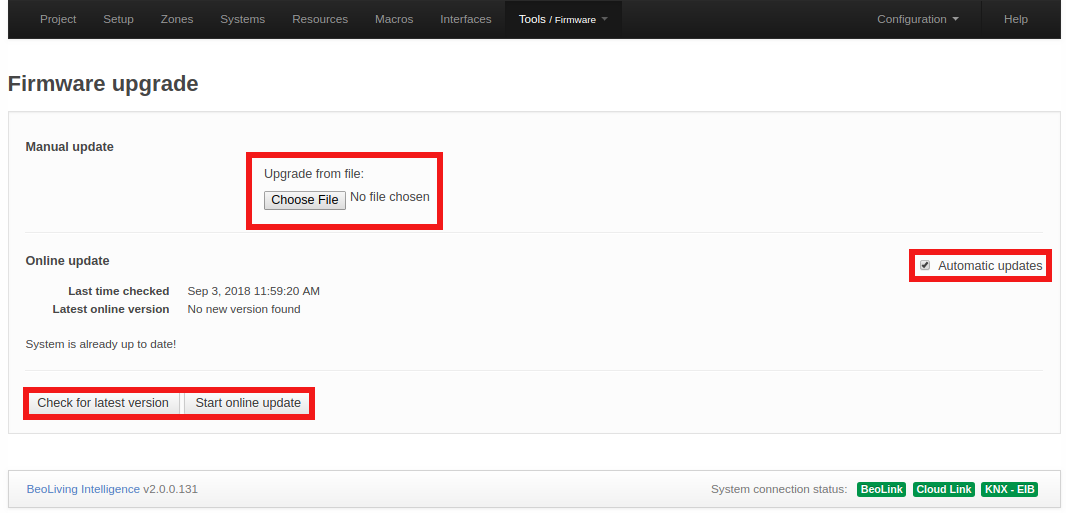 Project Setup Zones Systems Resources Macros Interfaces Tools / Firmware Configuration Help
Firmware upgrade
Manual update
Upgrade from file:
Choose File No file chosen
Online update
Automatic updates
Last time checked Sep 3, 2018 11:59:20 AM
Latest online version No new version found
System is already up to date!
Check for latest version Start online update
BeoLiving Intelligence v2.0.0.131 System connection status: BeoLink Cloud Link KNX - EIB